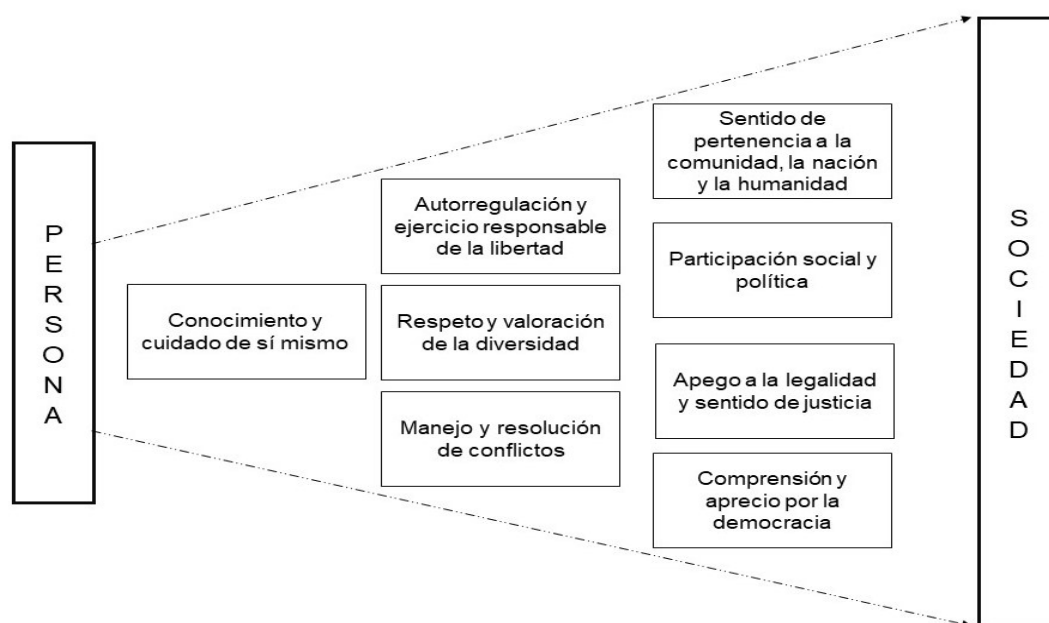 PERSONA
Conocimiento y
cuidado de sí mismo
Autorregulación y
ejercicio responsable
de la libertad
Respeto y valoración
de la diversidad
Manejo y resolución
de conflictos
Sentido de
pertenencia a la
comunidad, la nación
y la humanidad
Participación social y
política
Apego a la legalidad
y sentido de justicia
Comprensión y
aprecio por la
democracia
SOCIEDAD